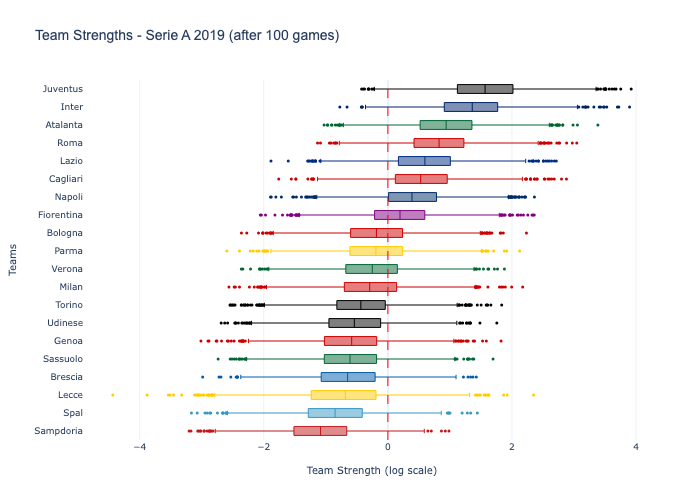 Team Strengths - Serie A 2019 (after 100 games)
Juventus
Inter
Atalanta
Roma
Lazio
Cagliari
Napoli
Fiorentina
Bologna
Parma
Verona
Milan
Torino
Udinese
Genoa
Sassuolo
Brescia
Lecce
Spal
Sampdoria
Teams
−4 −2 0 2 4
Team Strength (log scale)